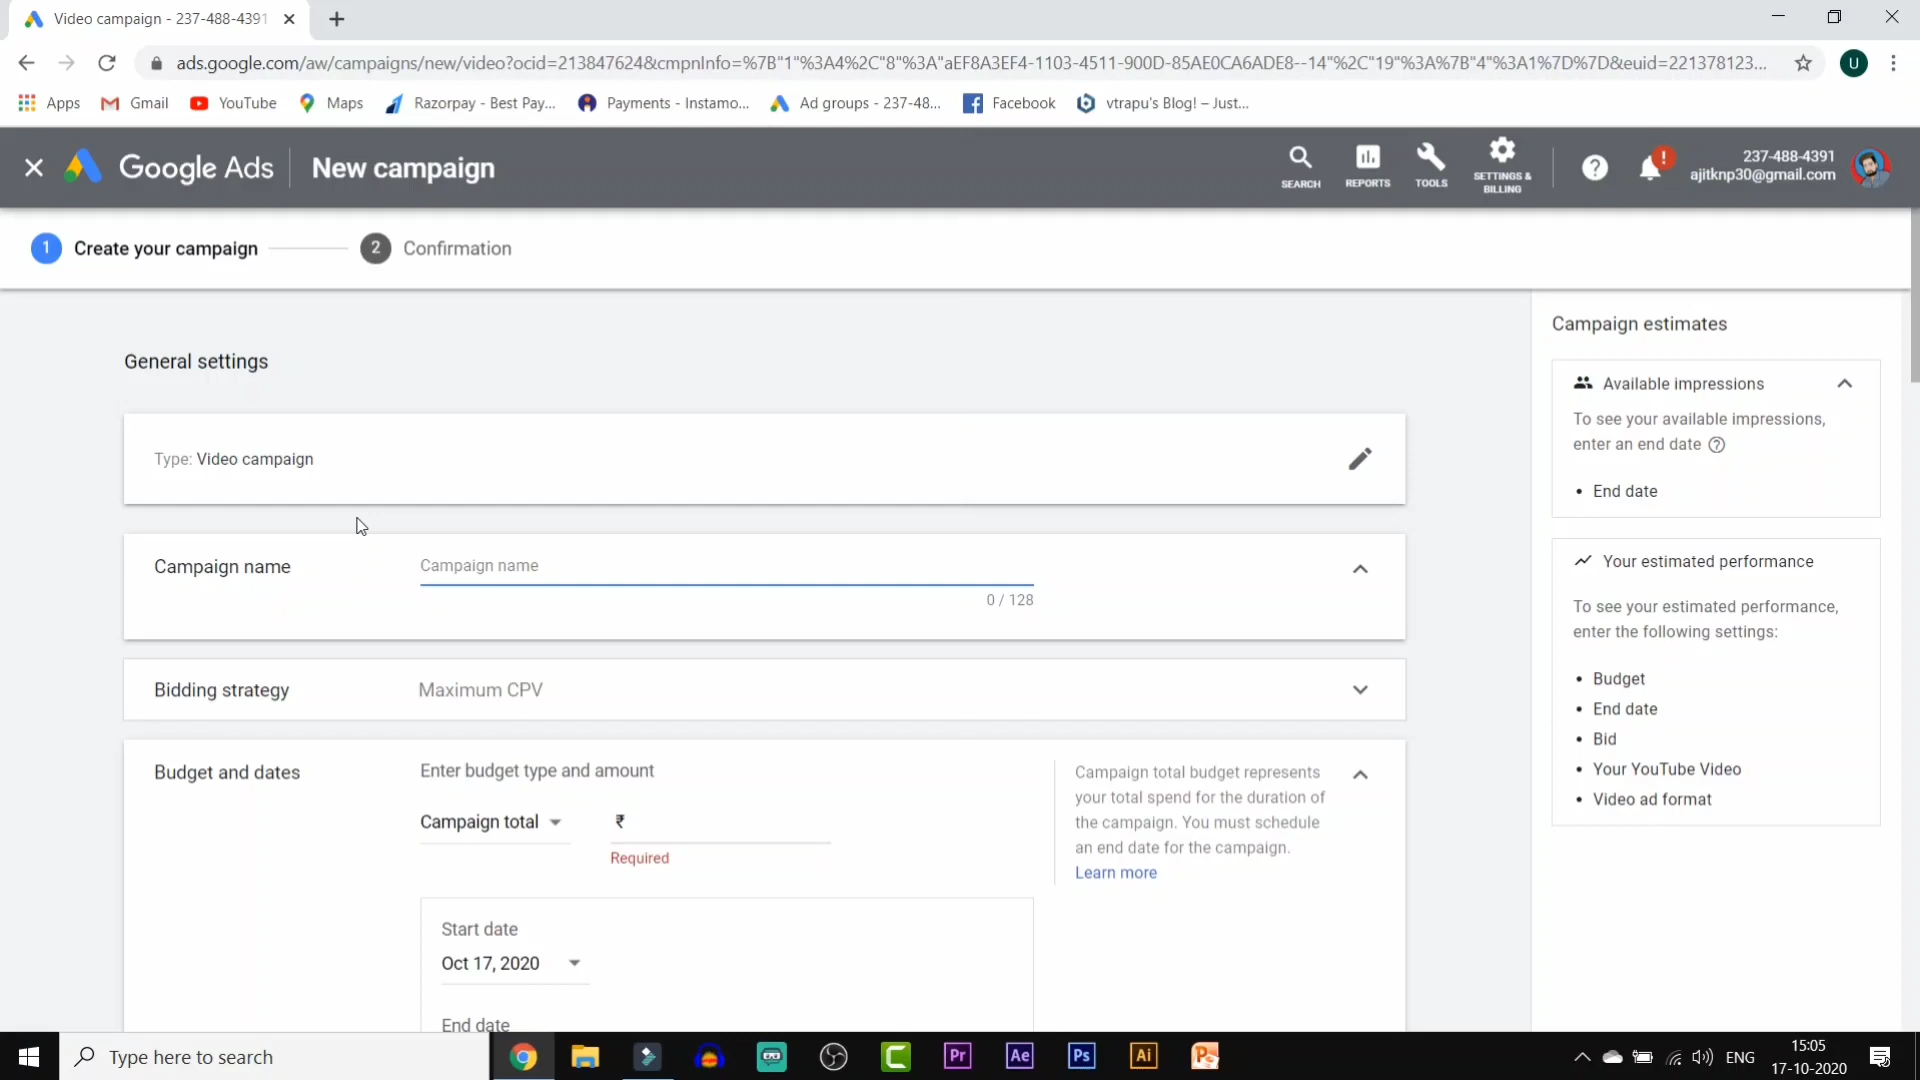 Video campaign - 237-488-4391
ads.google.com/aw/campaigns/new/video?ocid=213847624&cmpnInfo=%7B"1"%3A4%2C"8"%3A"aEF8A3EF4-1103-4511-900D-85AE0CA6ADE8--14"%2C"19"%3A%7B"4"%3A1%7D%7D&euid=221378123...
U
Apps Gmail YouTube Maps Razorpay - Best Pay... Payments - Instamo... Ad groups - 237-48... Facebook vtrapu's Blog! – Just...
Google Ads New campaign
SEARCH REPORTS TOOLS SETTINGS & BILLING
237-488-4391
ajitknp30@gmail.com
1 Create your campaign 2 Confirmation
General settings
Type: Video campaign
Campaign name Campaign name
0 / 128
Bidding strategy Maximum CPV
Budget and dates Enter budget type and amount
Campaign total ₹
Required
Campaign total budget represents
your total spend for the duration of
the campaign. You must schedule
an end date for the campaign.
Learn more
Start date
Oct 17, 2020
End date
Campaign estimates
Available impressions
To see your available impressions,
enter an end date
• End date
Your estimated performance
To see your estimated performance,
enter the following settings:
• Budget
• End date
• Bid
• Your YouTube Video
• Video ad format
Type here to search
Pr Ae Ps Ai
ENG
15:05
17-10-2020